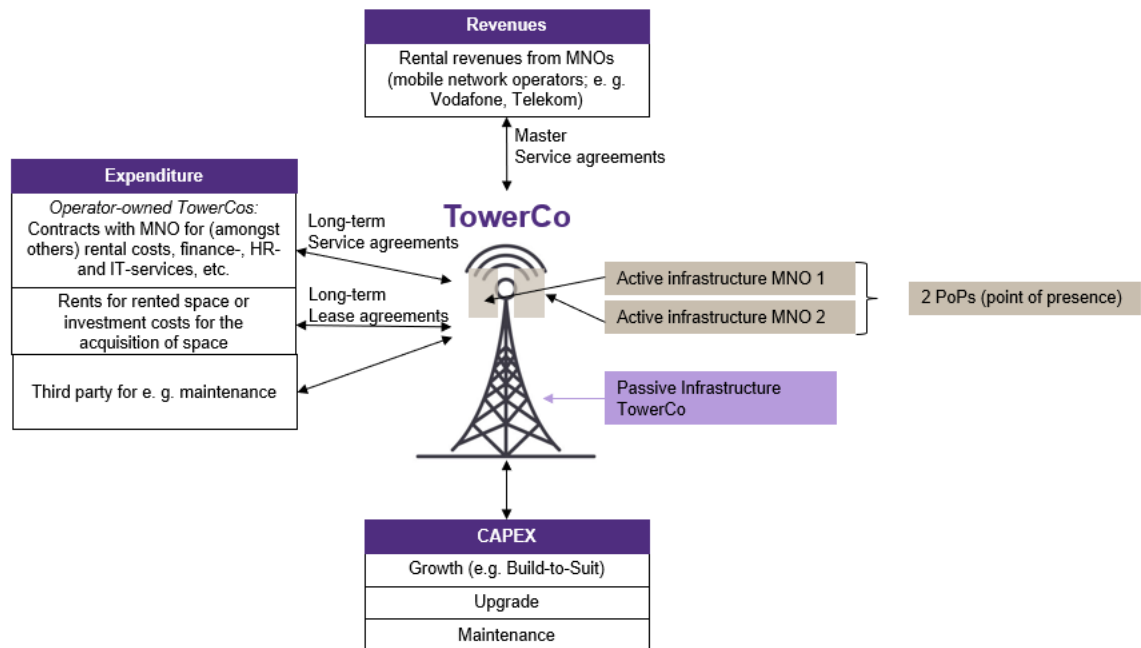 Revenues
Rental revenues from MNOs
(mobile network operators; e. g.
Vodafone, Telekom)
Master
Service agreements
Expenditure
Operator-owned TowerCos:
Contracts with MNO for (amongst
others) rental costs, finance-, HR-
and IT-services, etc.
Long-term
Service agreements
Rents for rented space or
investment costs for the
acquisition of space
Long-term
Lease agreements
Third party for e. g. maintenance
TowerCo
Active infrastructure MNO 1
Active infrastructure MNO 2
2 PoPs (point of presence)
Passive Infrastructure
TowerCo
CAPEX
Growth (e.g. Build-to-Suit)
Upgrade
Maintenance